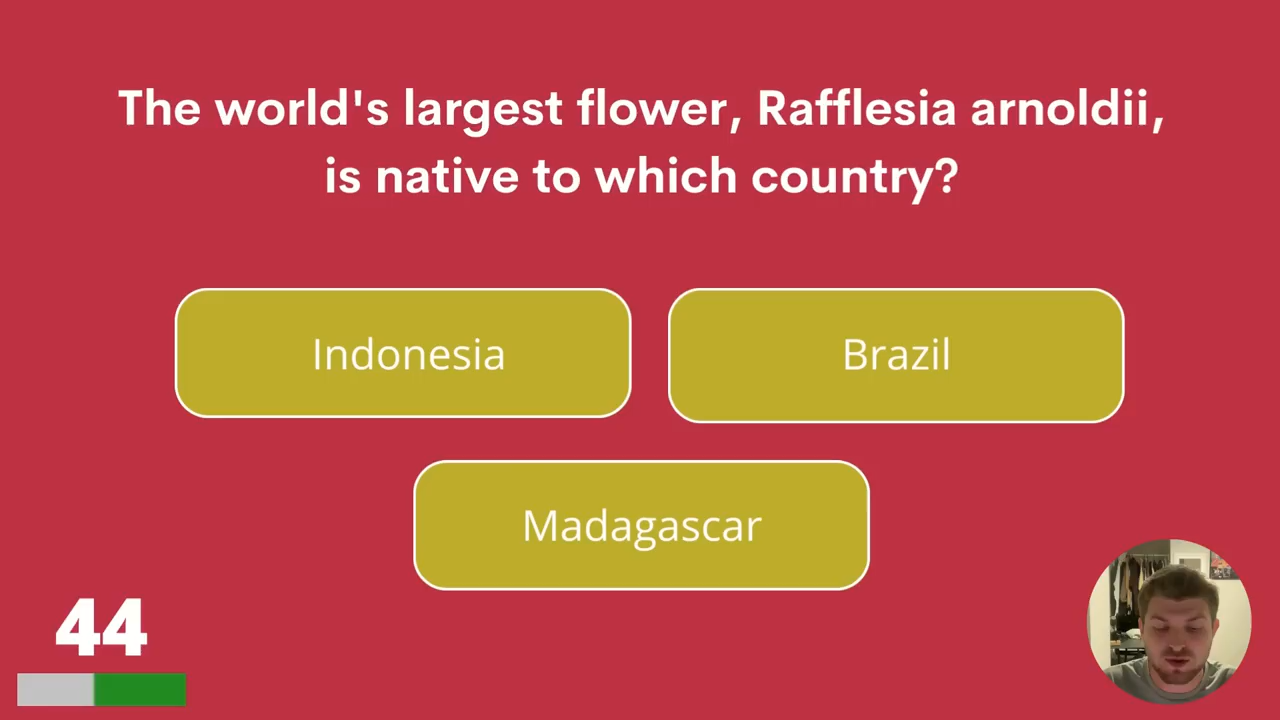 The world's largest flower, Rafflesia arnoldii,
is native to which country?
Indonesia
Brazil
Madagascar
44